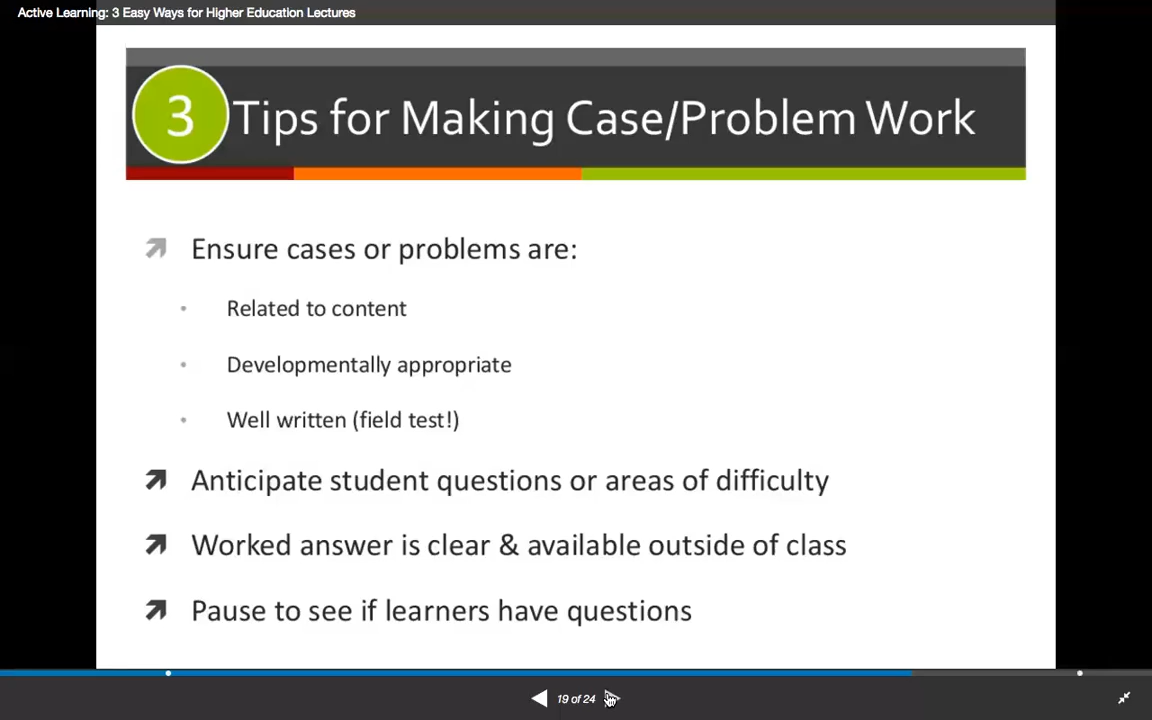 Active Learning: 3 Easy Ways for Higher Education Lectures
3 Tips for Making Case/Problem Work
Ensure cases or problems are:
Related to content
Developmentally appropriate
Well written (field test!)
Anticipate student questions or areas of difficulty
Worked answer is clear & available outside of class
Pause to see if learners have questions
19 of 24